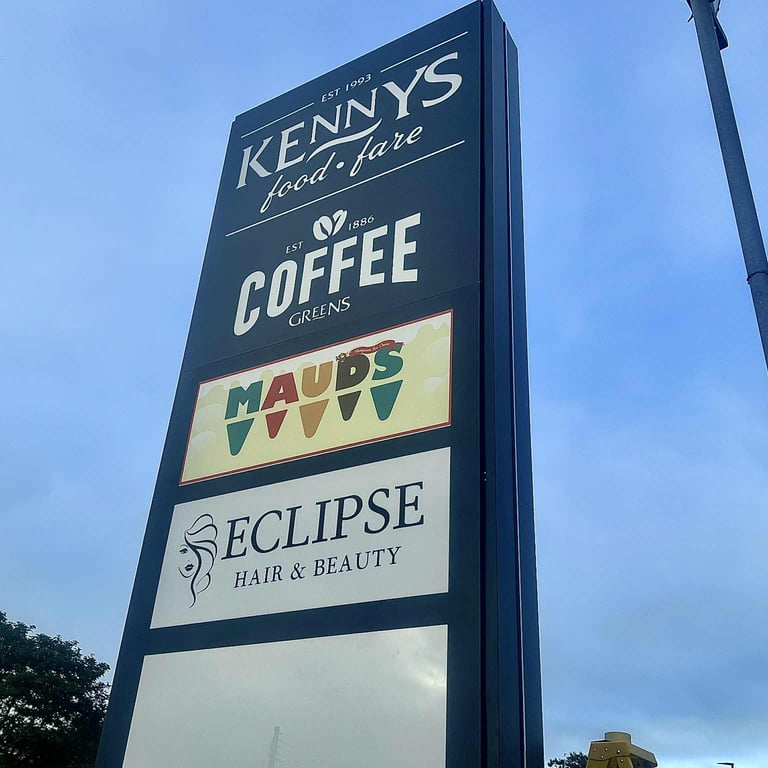 EST 1993
KENNYS
food • fare
EST 1886
COFFEE
GREENS
MAUDS
ECLIPSE
HAIR & BEAUTY